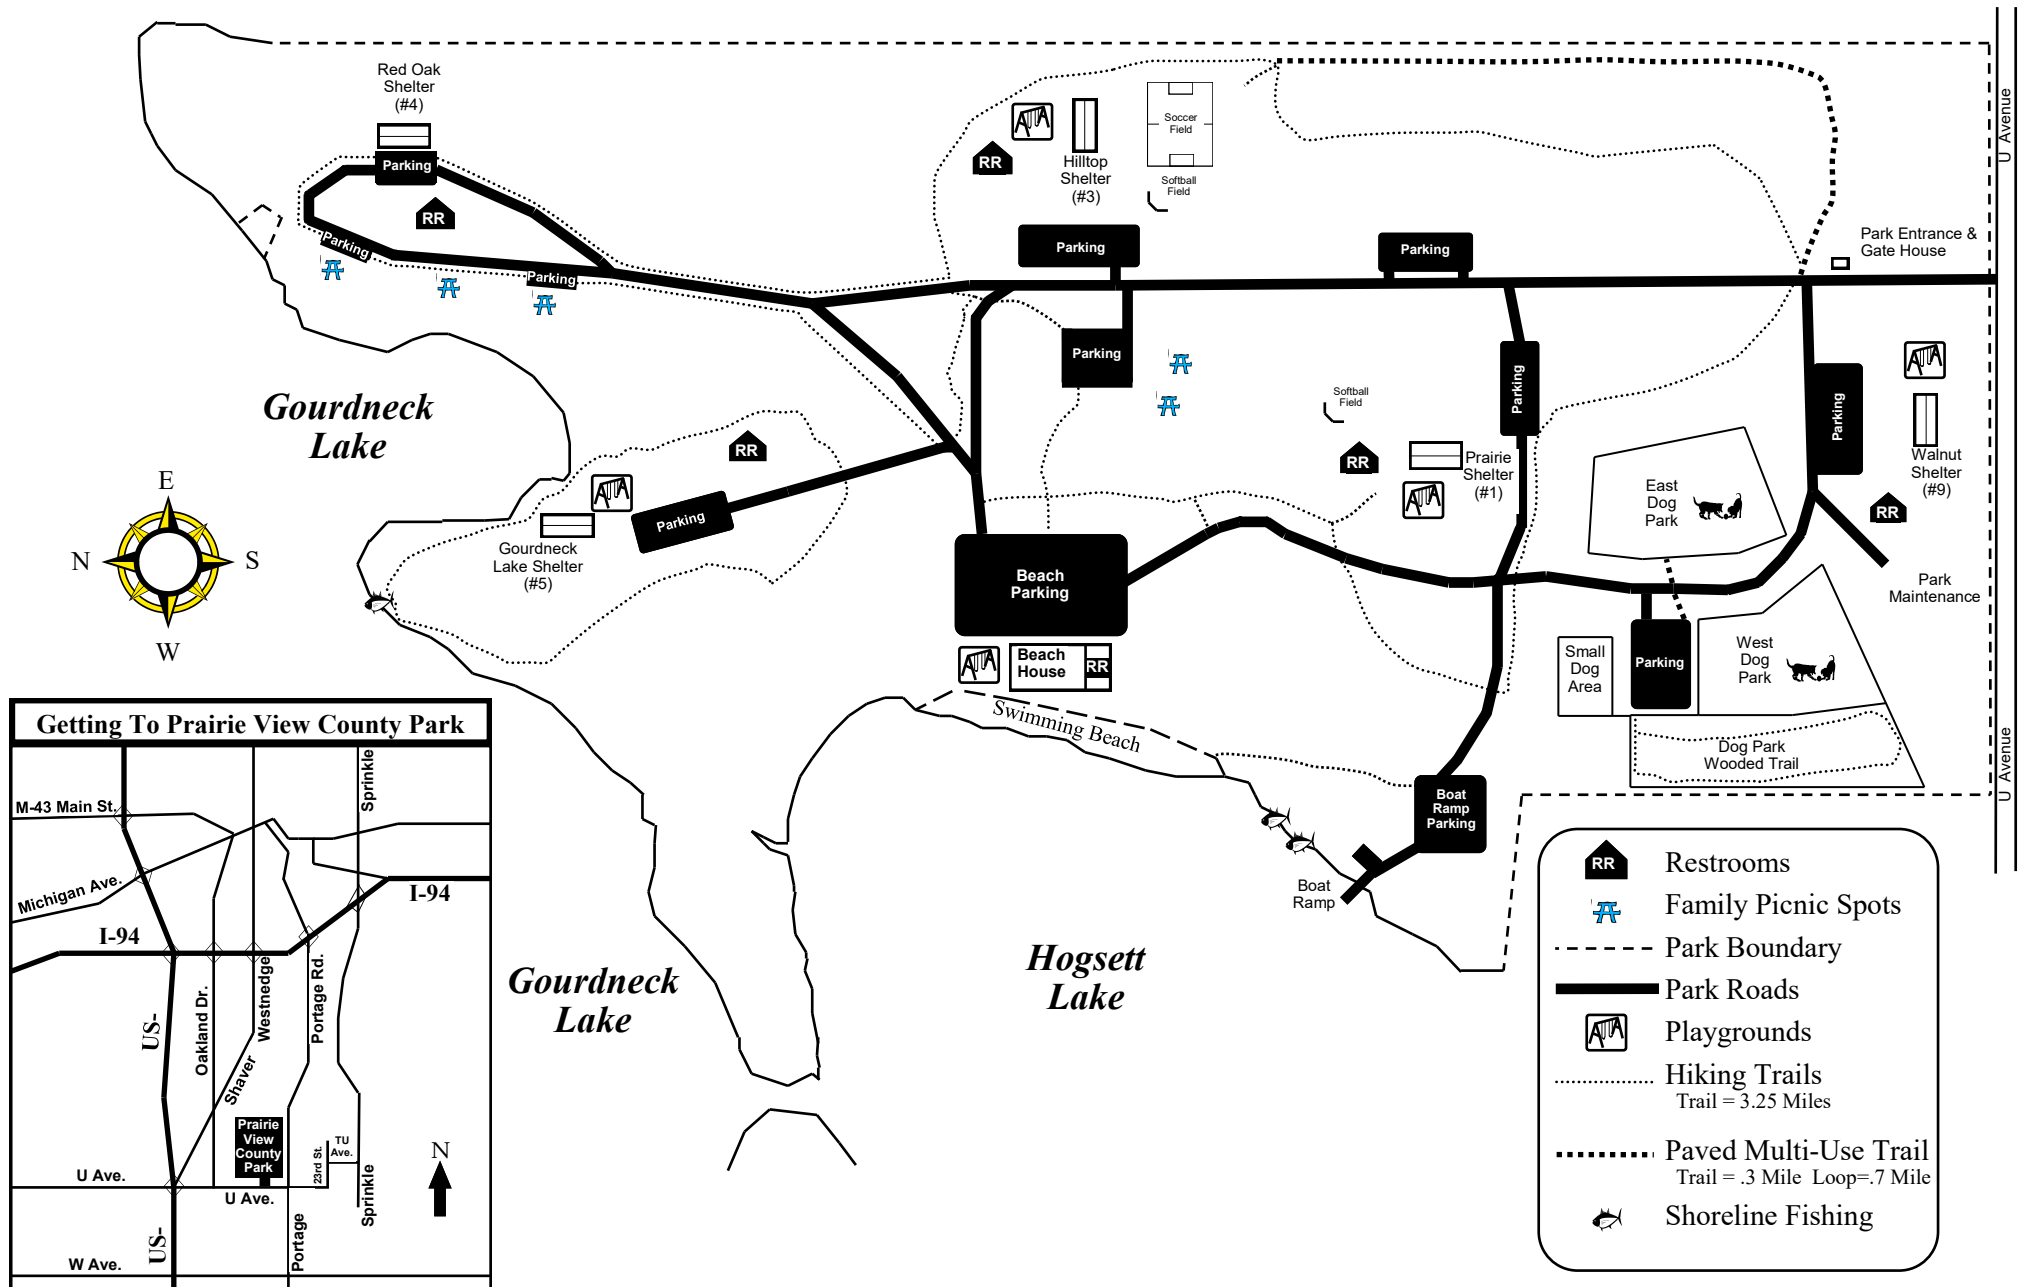 Red Oak
Shelter
(#4)
Parking
RR
Parking
Parking
RR
Hilltop
Shelter
(#3)
Soccer
Field
Softball
Field
Parking
Parking
Park Entrance &
Gate House
U Avenue
Parking
Parking
Softball
Field
RR
Prairie
Shelter
(#1)
Parking
Walnut
Shelter
(#9)
RR
Park
Maintenance
East
Dog
Park
West
Dog
Park
Small
Dog
Area
Parking
Dog Park
Wooded Trail
U Avenue
Gourdneck
Lake
RR
Parking
Gourdneck
Lake Shelter
(#5)
Beach
Parking
Beach
House
RR
Swimming Beach
Boat
Ramp
Parking
Boat
Ramp
Hogsett
Lake
Gourdneck
Lake
E
N
S
W
Getting To Prairie View County Park
M-43 Main St.
Sprinkle
Michigan Ave.
I-94
I-94
US-
Oakland Dr.
Westnedge
Portage Rd.
Shaver
Prairie
View
County
Park
TU
Ave.
23rd St.
N
U Ave.
U Ave.
Sprinkle
US-
Portage
W Ave.
RR
Restrooms
Family Picnic Spots
Park Boundary
Park Roads
Playgrounds
Hiking Trails
Trail = 3.25 Miles
Paved Multi-Use Trail
Trail = .3 Mile Loop=.7 Mile
Shoreline Fishing